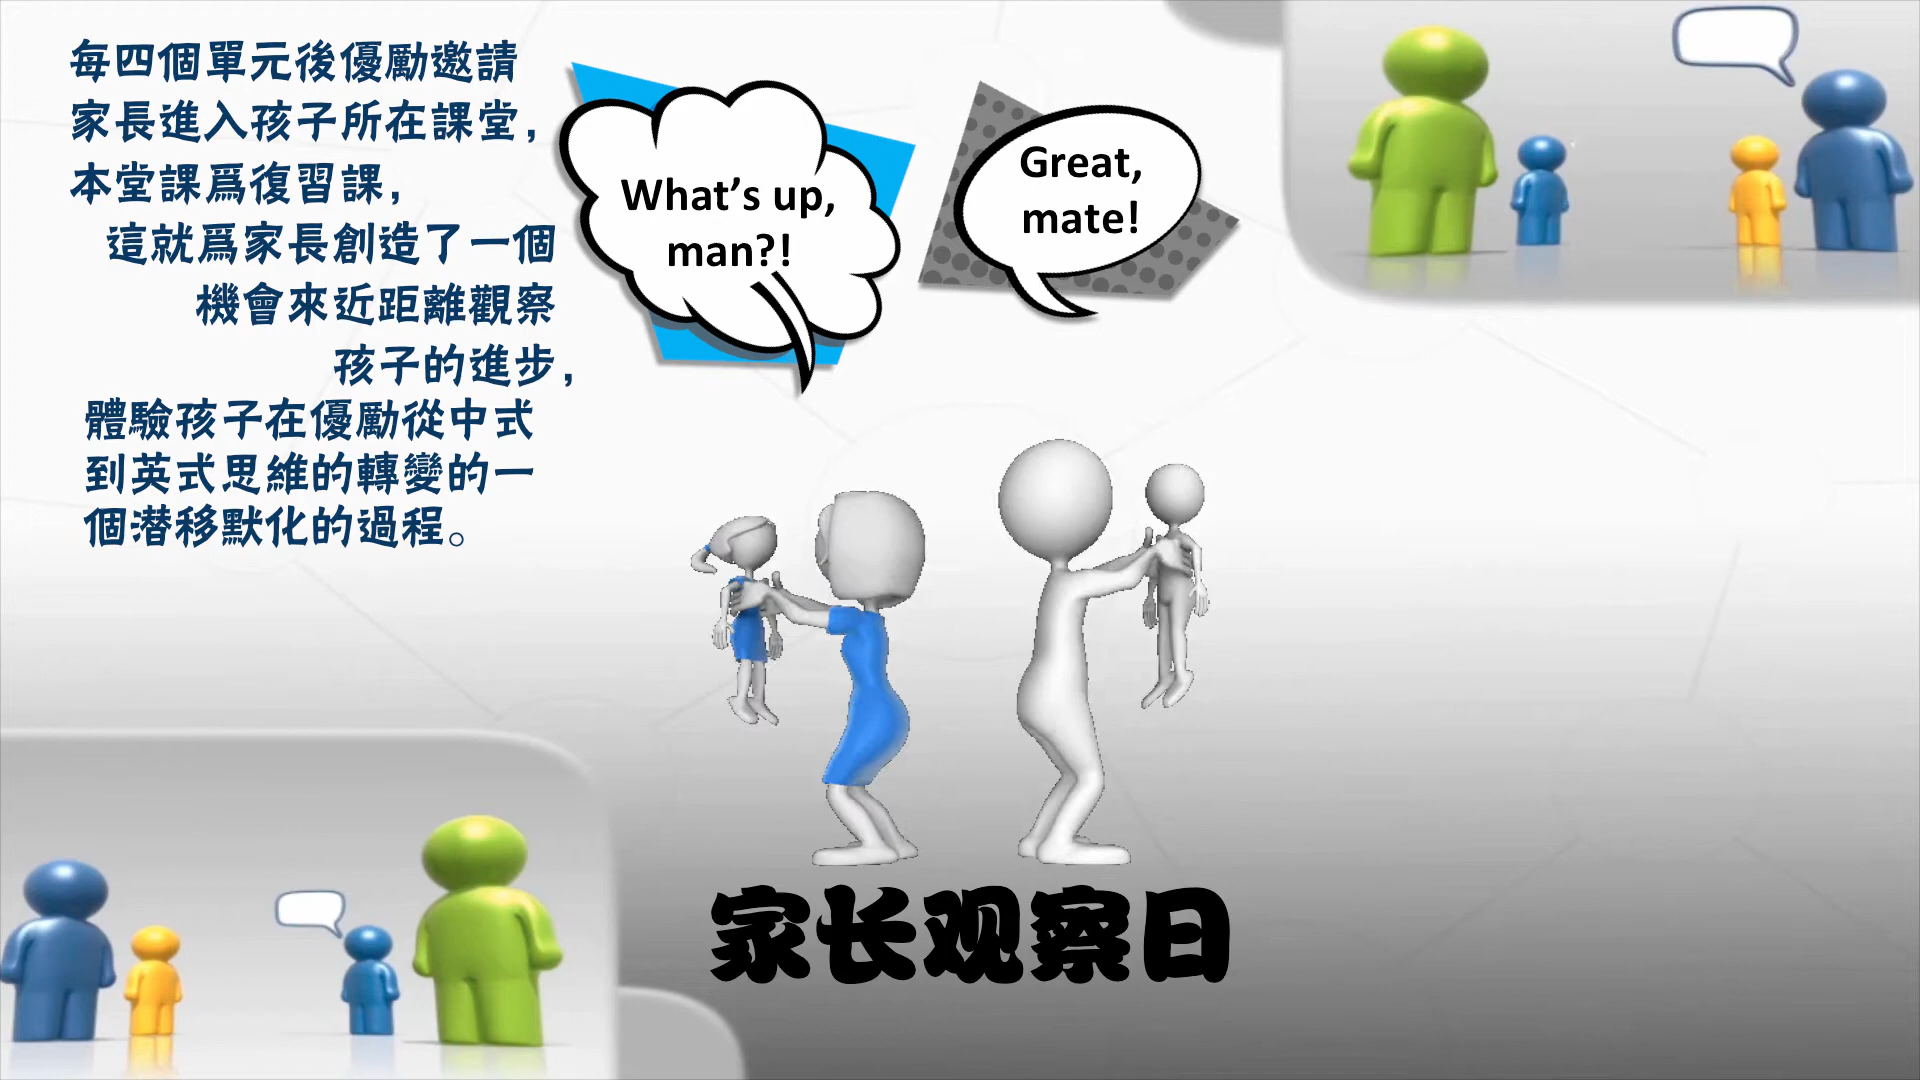 每四個單元後優勵邀請
家長進入孩子所在課堂，
本堂課爲復習課，
這就爲家長創造了一個
機會來近距離觀察
孩子的進步，
體驗孩子在優勵從中式
到英式思維的轉變的一
個潜移默化的過程。
What’s up,
man?!
Great,
mate!
家长观察日